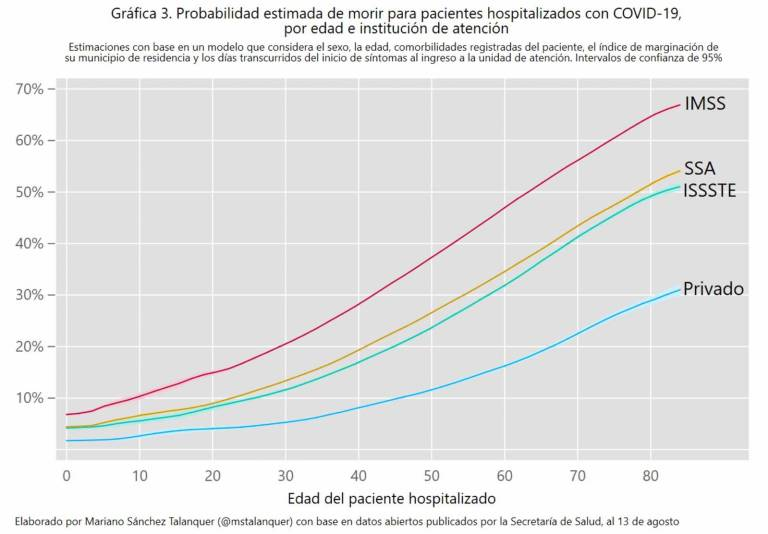 Gráfica 3. Probabilidad estimada de morir para pacientes hospitalizados con COVID-19,
por edad e institución de atención
Estimaciones con base en un modelo que considera el sexo, la edad, comorbilidades registradas del paciente, el índice de marginación de
su municipio de residencia y los días transcurridos del inicio de síntomas al ingreso a la unidad de atención. Intervalos de confianza de 95%
70%
60%
50%
40%
30%
20%
10%
IMSS
SSA
ISSSTE
Privado
0 10 20 30 40 50 60 70 80
Edad del paciente hospitalizado
Elaborado por Mariano Sánchez Talanquer (@mstalanquer) con base en datos abiertos publicados por la Secretaría de Salud, al 13 de agosto